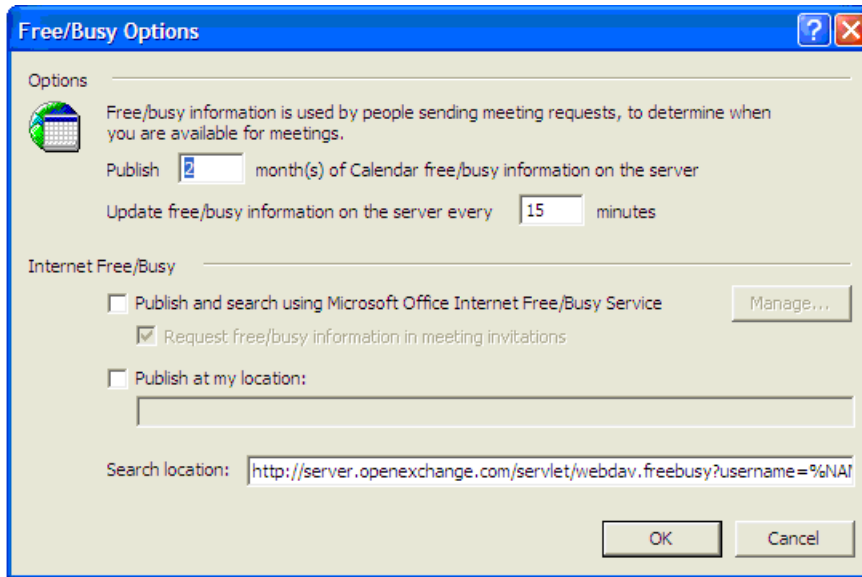 Free/Busy Options
Options
Free/busy information is used by people sending meeting requests, to determine when
you are available for meetings.
Publish 2 month(s) of Calendar free/busy information on the server
Update free/busy information on the server every 15 minutes
Internet Free/Busy
Publish and search using Microsoft Office Internet Free/Busy Service Manage...
Request free/busy information in meeting invitations
Publish at my location:
Search location: http://server.openexchange.com/servlet/webdav.freebusy?username=%NAM
OK Cancel